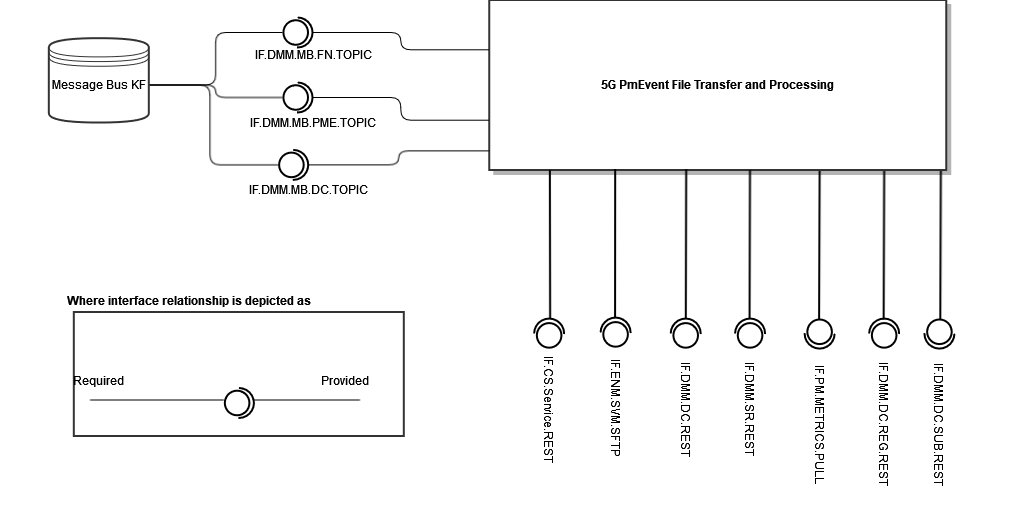 IF.DMM.MB.FN.TOPIC
Message Bus KF
5G PmEvent File Transfer and Processing
IF.DMM.MB.PME.TOPIC
IF.DMM.MB.DC.TOPIC
Where interface relationship is depicted as
Required
Provided
IF.CS.Service.REST
IF.ENM.SVM.SFTP
IF.DMM.DC.REST
IF.DMM.SR.REST
IF.PM.METRICS.PULL
IF.DMM.DC.REG.REST
IF.DMM.DC.SUB.REST